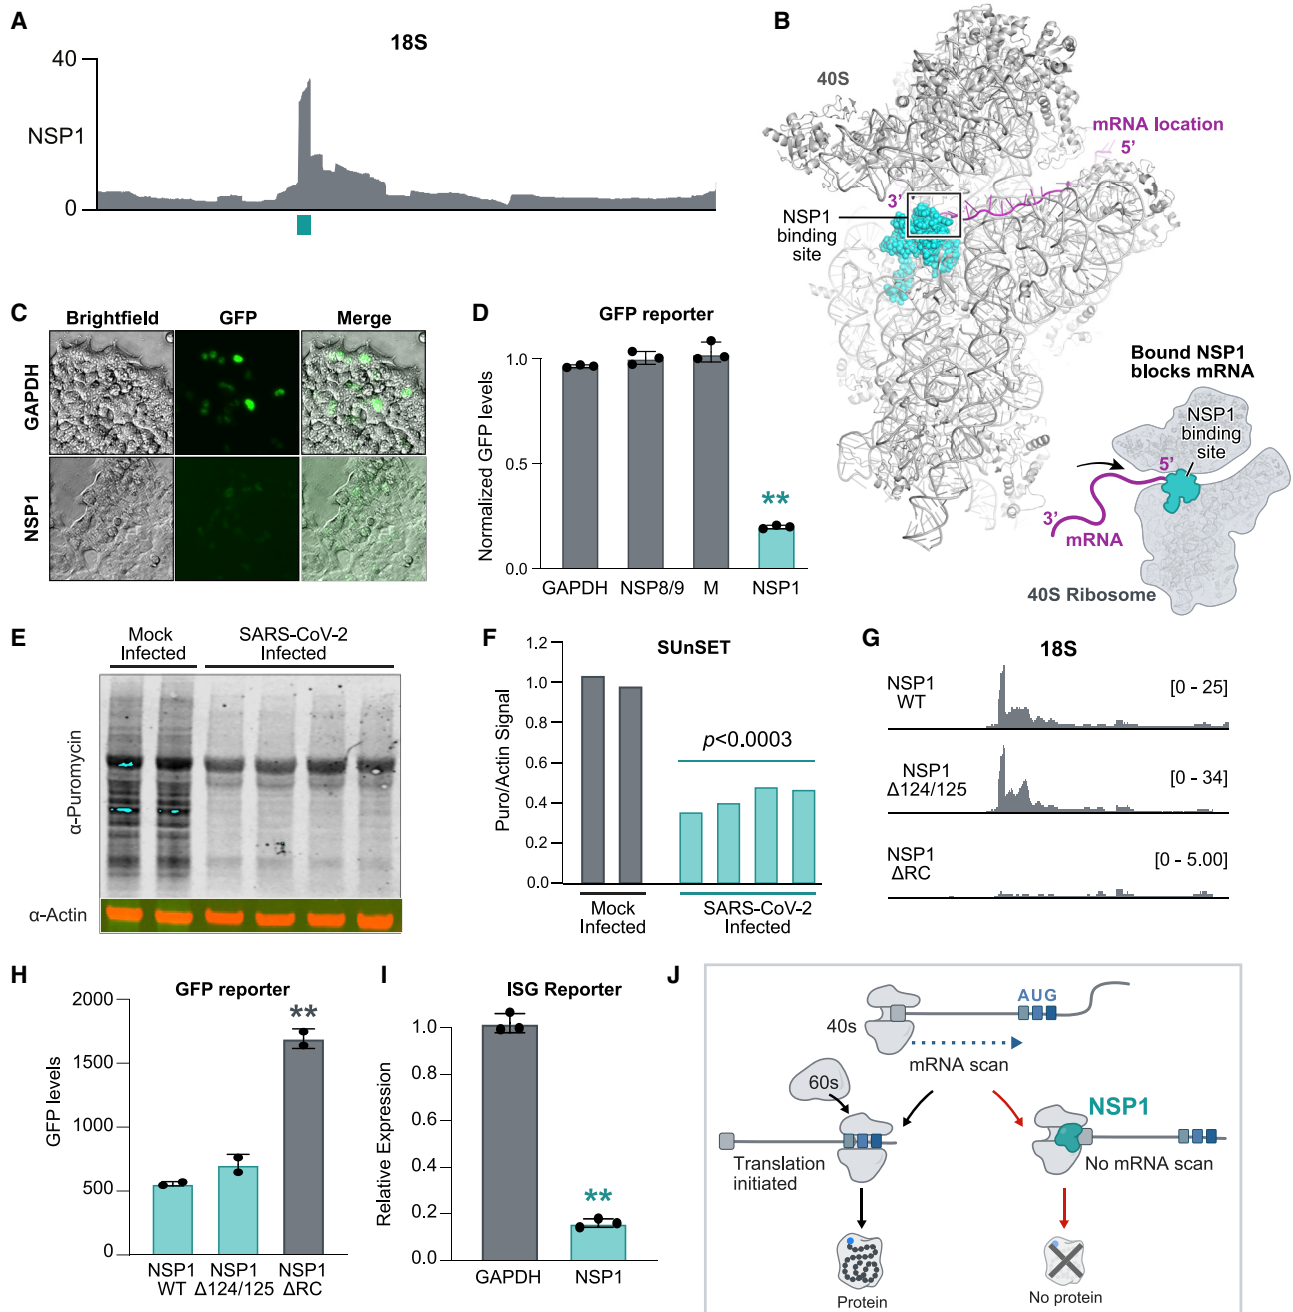 A
18S
40
NSP1
0
B
40S
mRNA location
5'
3'
NSP1
binding
site
Bound NSP1
blocks mRNA
NSP1
binding
site
5'
3'
mRNA
40S Ribosome
C
Brightfield GFP Merge
GAPDH
NSP1
D
GFP reporter
Normalized GFP levels
1.0
0.5
0.0
**
GAPDH NSP8/9 M NSP1
E
Mock
Infected
SARS-CoV-2
Infected
α-Puromycin
α-Actin
F
SUnSET
Puro/Actin Signal
1.2
1.0
0.8
0.6
0.4
0.2
0.0
p<0.0003
Mock
Infected
SARS-CoV-2
Infected
G
18S
NSP1
WT
[0 - 25]
NSP1
Δ124/125
[0 - 34]
NSP1
ΔRC
[0 - 5.00]
H
GFP reporter
GFP levels
2000
1500
1000
500
0
**
NSP1
WT
NSP1
Δ124/125
NSP1
ΔRC
I
ISG Reporter
Relative Expression
1.0
0.8
0.6
0.4
0.2
0.0
**
GAPDH NSP1
J
AUG
40s
mRNA scan
60s
NSP1
Translation
initiated
No mRNA scan
Protein
No protein